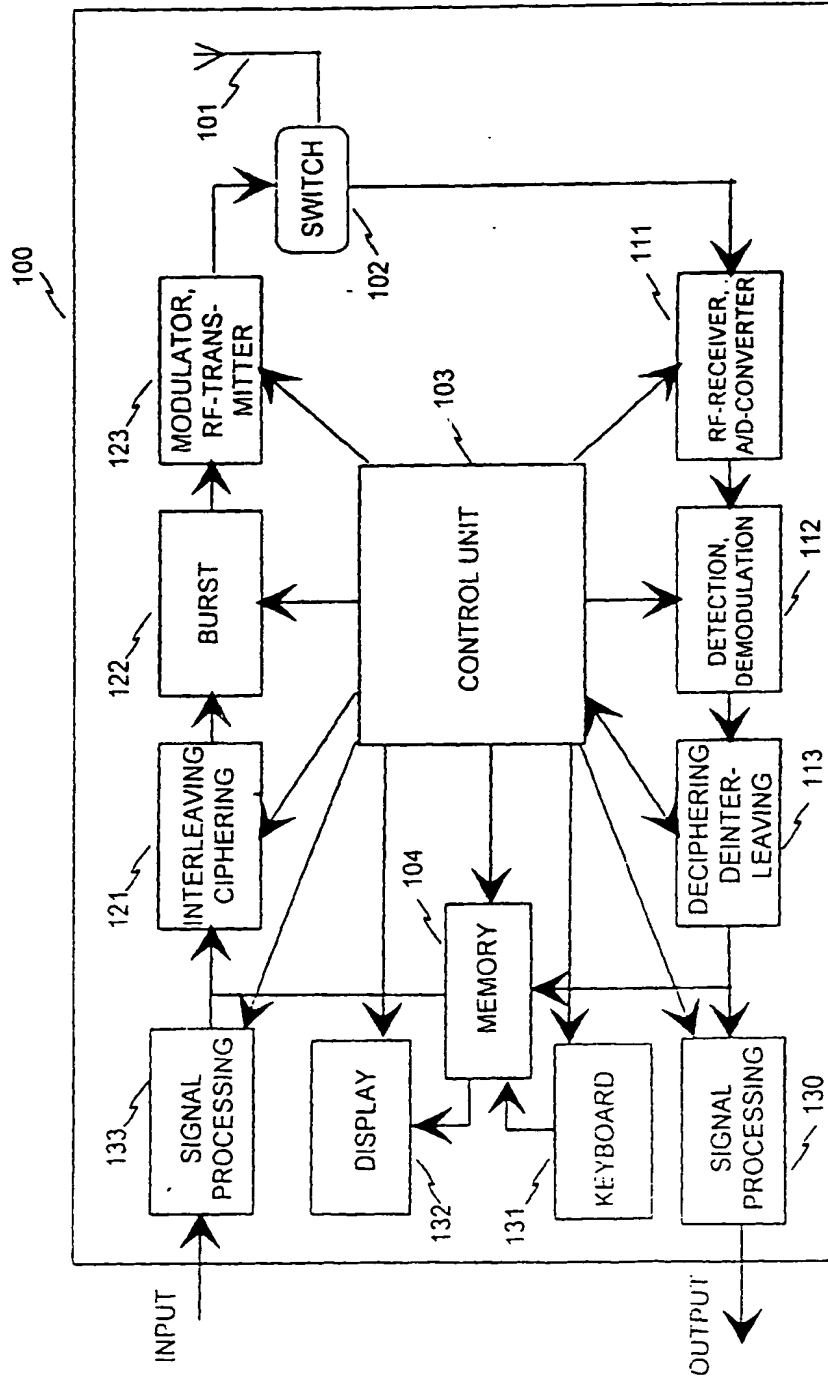 100
INPUT
133
SIGNAL
PROCESSING
121
INTERLEAVING
CIPHERING
122
BURST
123
MODULATOR,
RF-TRANS-
MITTER
101
SWITCH
102
DISPLAY
132
104
MEMORY
103
CONTROL UNIT
131
KEYBOARD
OUTPUT
SIGNAL
PROCESSING
130
DECIPHERING
DEINTER-
LEAVING
113
DETECTION,
DEMODULATION
112
111
RF-RECEIVER,
A/D-CONVERTER